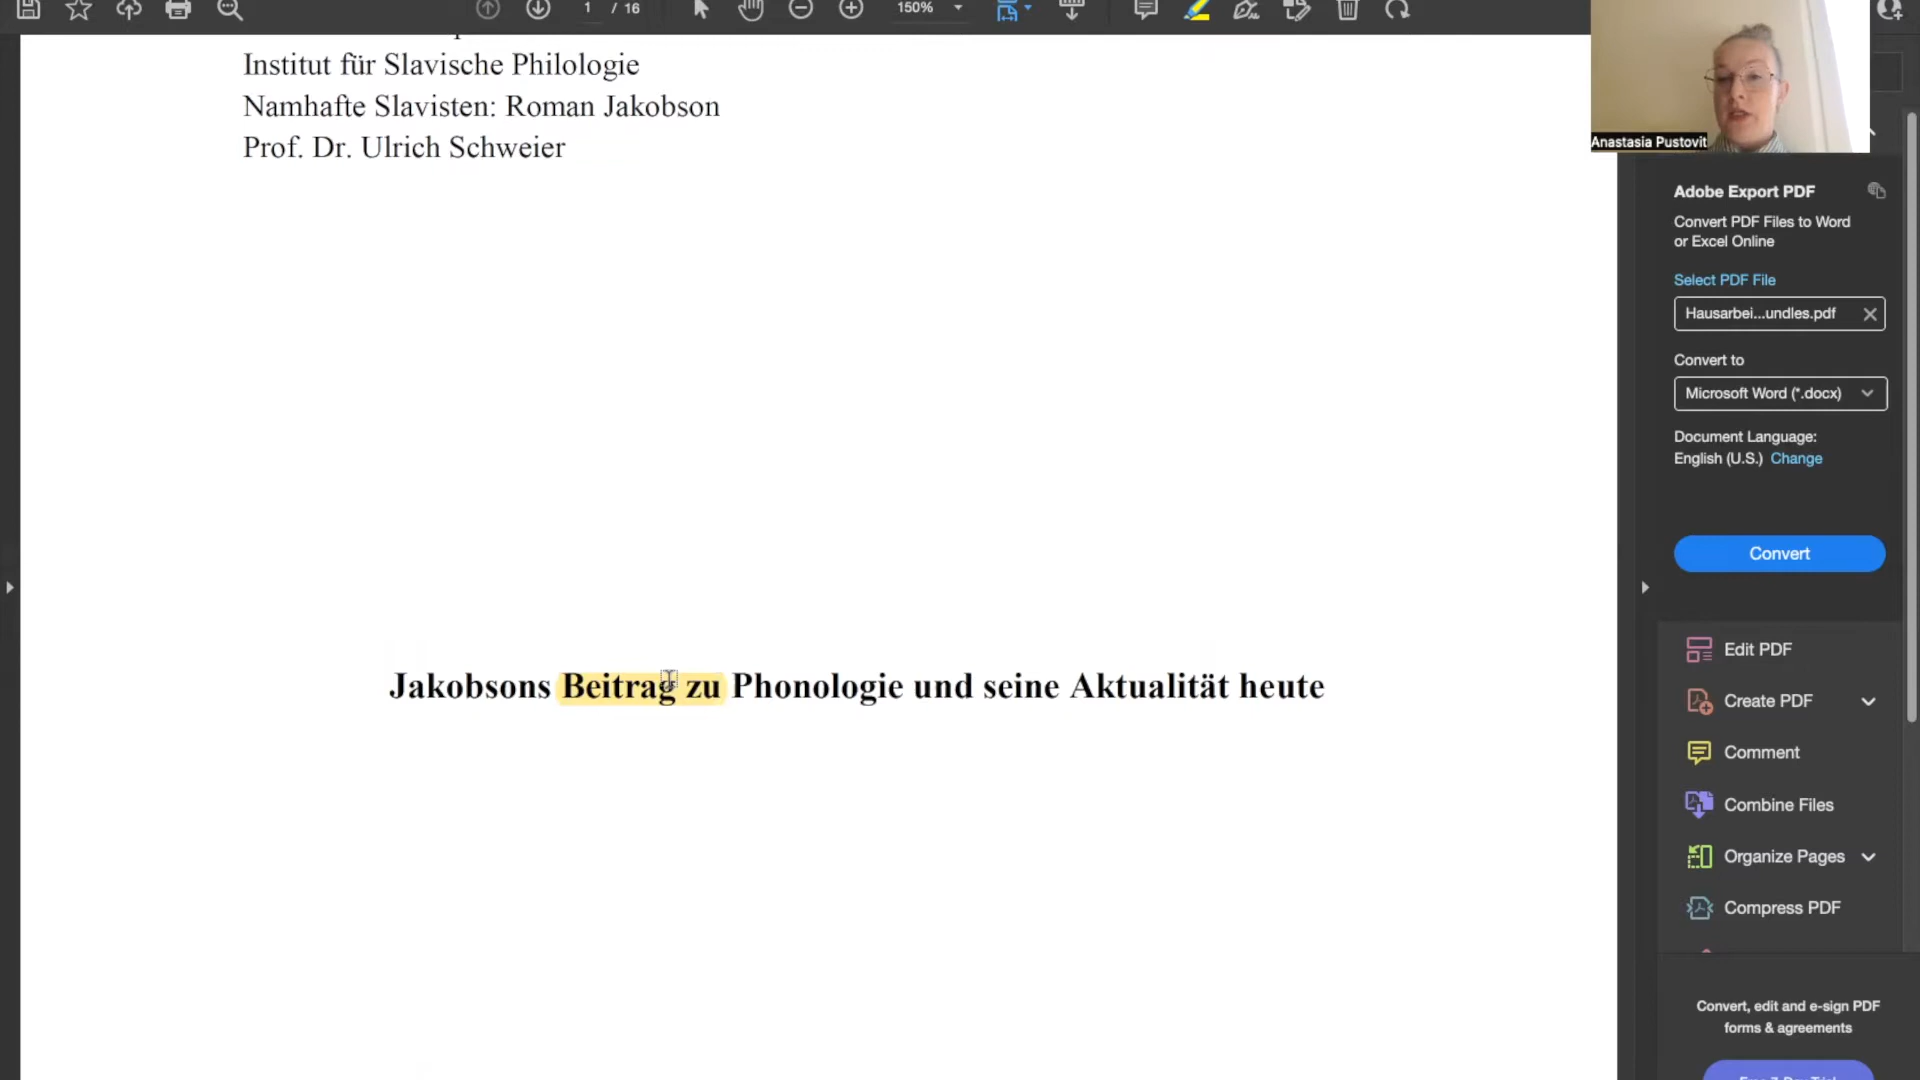 1 / 16
150%
Institut für Slavische Philologie
Namhafte Slavisten: Roman Jakobson
Prof. Dr. Ulrich Schweier
Jakobsons Beitrag zu Phonologie und seine Aktualität heute
Anastasia Pustovit
Adobe Export PDF
Convert PDF Files to Word
or Excel Online
Select PDF File
Hausarbei...undles.pdf
Convert to
Microsoft Word (*.docx)
Document Language:
English (U.S.) Change
Convert
Edit PDF
Create PDF
Comment
Combine Files
Organize Pages
Compress PDF
Convert, edit and e-sign PDF
forms & agreements